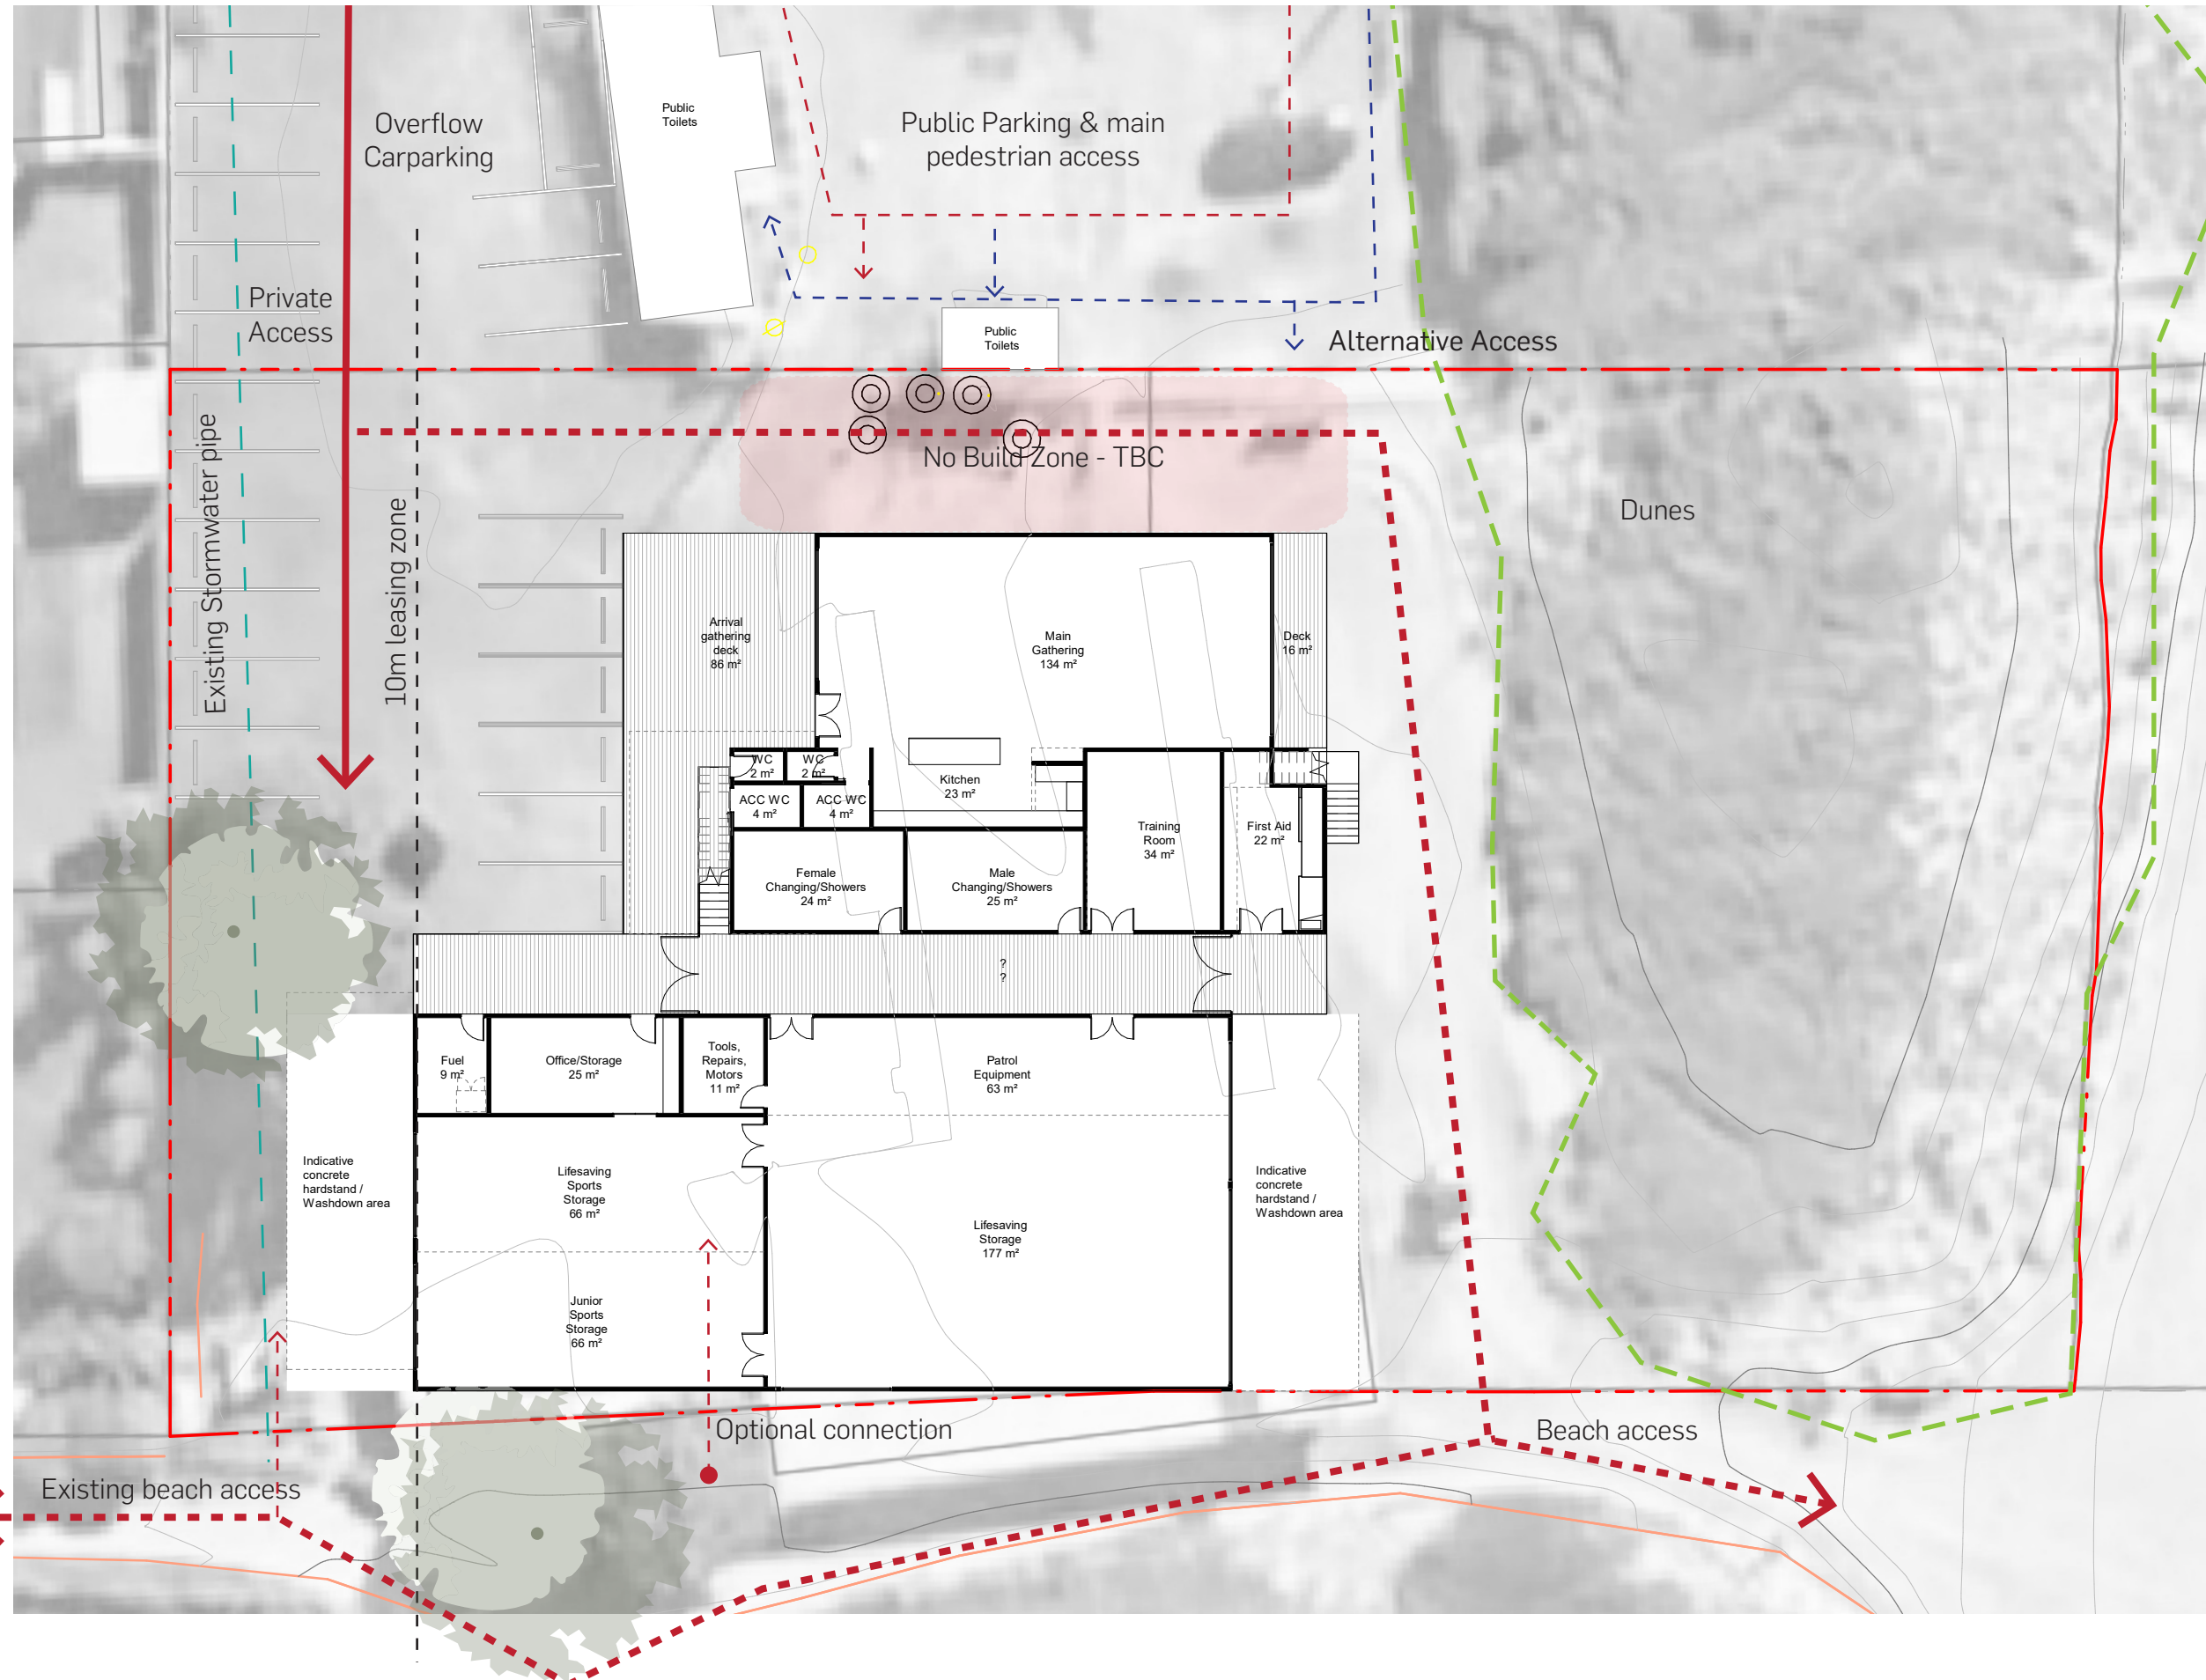 Public
Toilets
Overflow
Carparking
Public Parking & main
pedestrian access
Private
Access
Public
Toilets
Alternative Access
Existing Stormwater pipe
10m leasing zone
No Build Zone - TBC
Dunes
Arrival
gathering
deck
86 m²
Main
Gathering
134 m²
Deck
16 m²
WC
2 m²
WC
2 m²
Kitchen
23 m²
ACC WC
4 m²
ACC WC
4 m²
Training
Room
34 m²
First Aid
22 m²
Female
Changing/Showers
24 m²
Male
Changing/Showers
25 m²
?
?
Fuel
9 m²
Office/Storage
25 m²
Tools,
Repairs,
Motors
11 m²
Patrol
Equipment
63 m²
Indicative
concrete
hardstand /
Washdown area
Lifesaving
Sports
Storage
66 m²
Indicative
concrete
hardstand /
Washdown area
Lifesaving
Storage
177 m²
Junior
Sports
Storage
66 m²
Optional connection
Beach access
Existing beach access